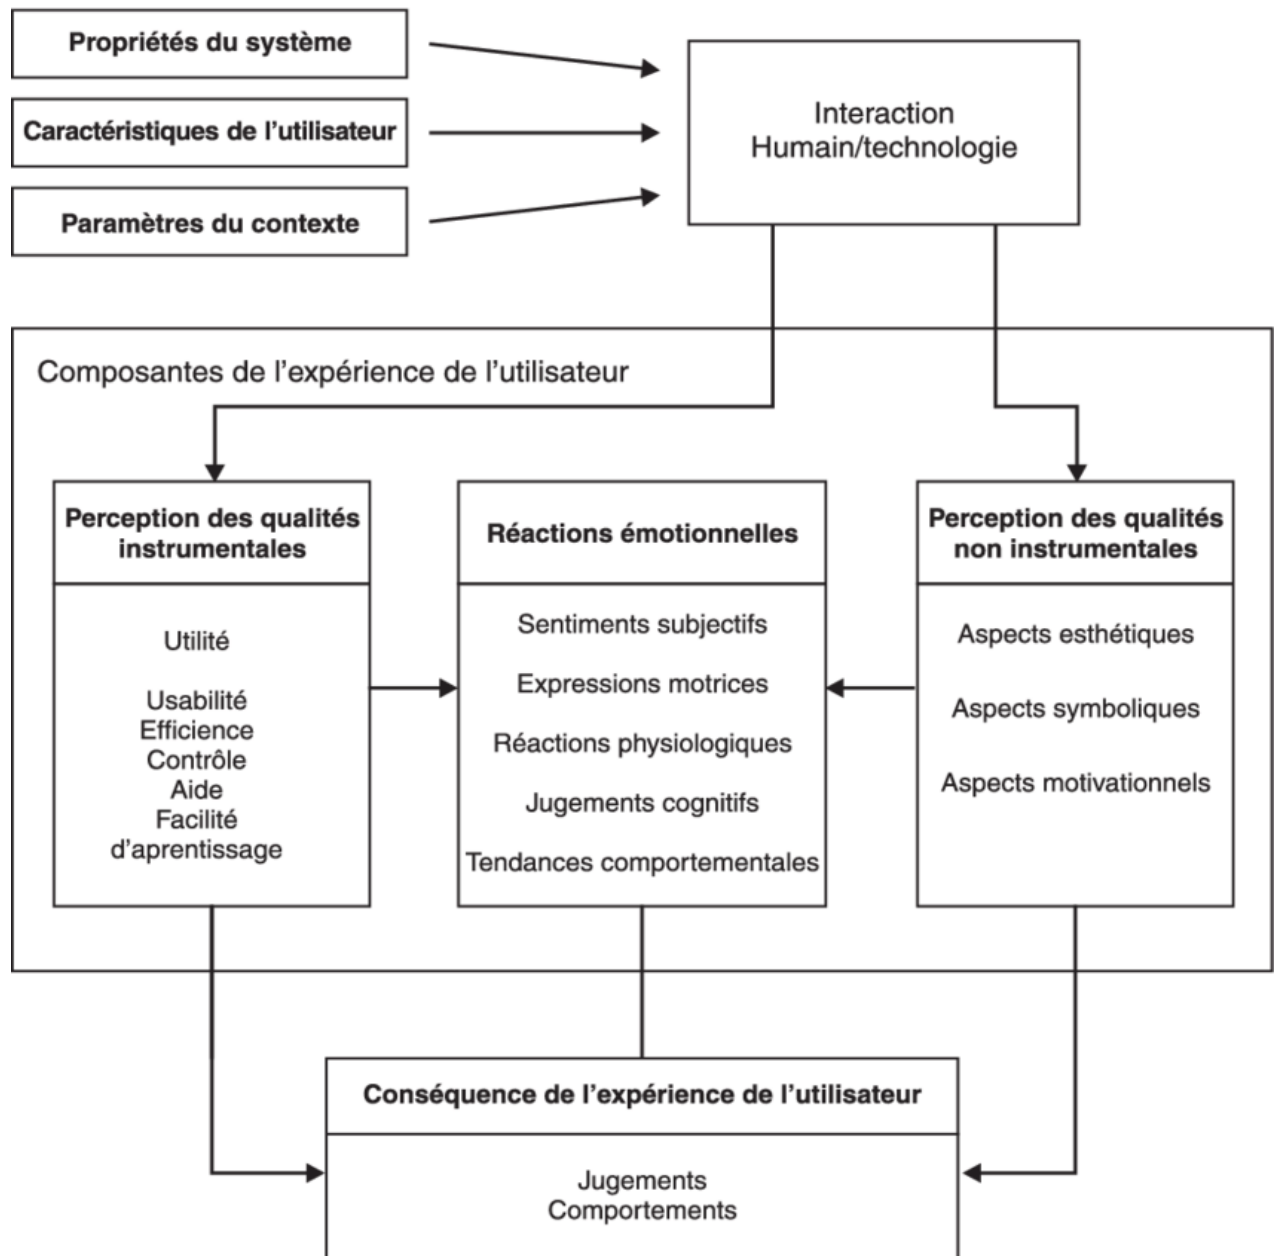 Propriétés du système
Caractéristiques de l'utilisateur
Paramètres du contexte
Interaction
Humain/technologie
Composantes de l'expérience de l'utilisateur
Perception des qualités
instrumentales
Utilité
Usabilité
Efficience
Contrôle
Aide
Facilité
d'aprentissage
Réactions émotionnelles
Sentiments subjectifs
Expressions motrices
Réactions physiologiques
Jugements cognitifs
Tendances comportementales
Perception des qualités
non instrumentales
Aspects esthétiques
Aspects symboliques
Aspects motivationnels
Conséquence de l'expérience de l'utilisateur
Jugements
Comportements